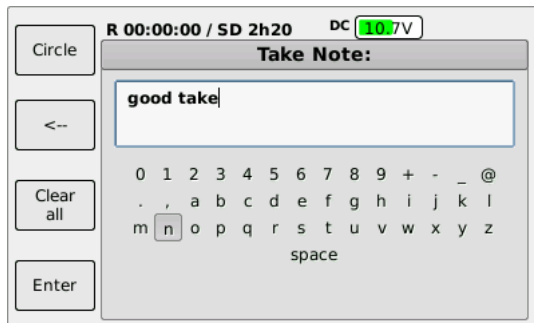 R 00:00:00 / SD 2h20 DC 10.7V
Circle
Take Note:
good take
<--
0 1 2 3 4 5 6 7 8 9 + - _ @
Clear
all
. , a b c d e f g h i j k l
m n o p q r s t u v w x y z
space
Enter